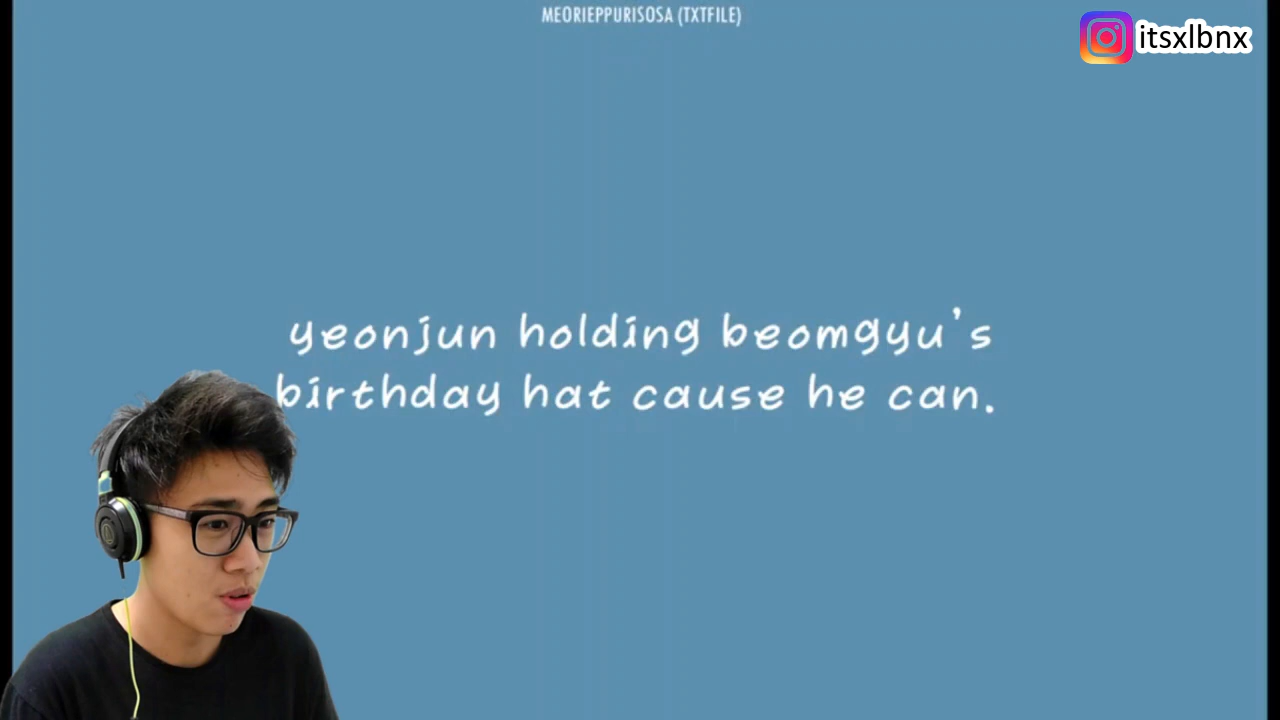 MEORIEPPURISOSA (TXTFILE)
itsxlbnx
yeonjun holding beomgyu's
birthday hat cause he can.